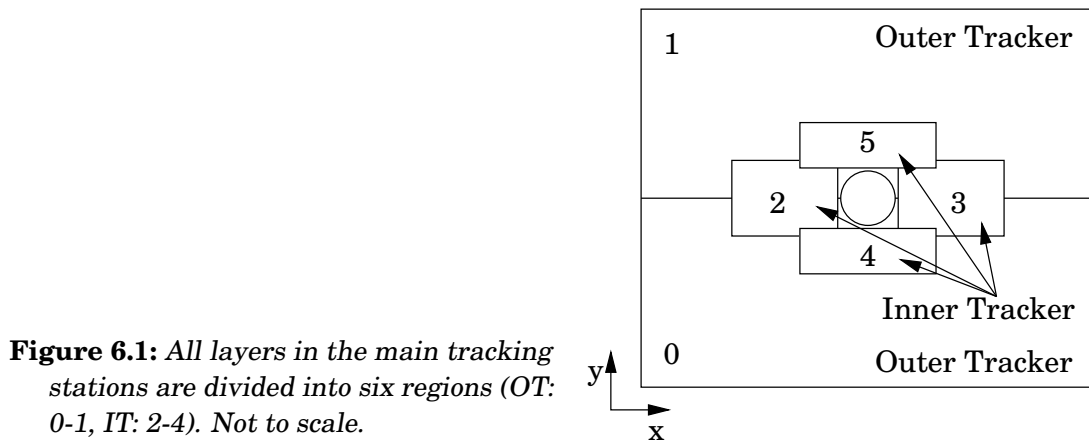 1
Outer Tracker
5
2
3
4
Inner Tracker
0
Outer Tracker
y
x
Figure 6.1: All layers in the main tracking
stations are divided into six regions (OT:
0-1, IT: 2-4). Not to scale.